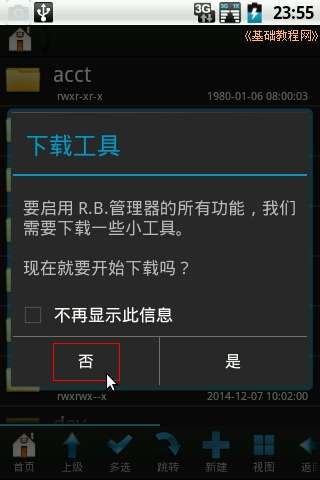 3G
23:55
《基础教程网》
acct
rwxr-xr-x 1980-01-06 08:00:03
下载工具
要启用 R.B.管理器的所有功能，我们
需要下载一些小工具。
现在就要开始下载吗？
不再显示此信息
否 是
rwxrwx--x 2014-12-07 10:02:00
dev
首页 上级 多选 跳转 新建 视图 返回